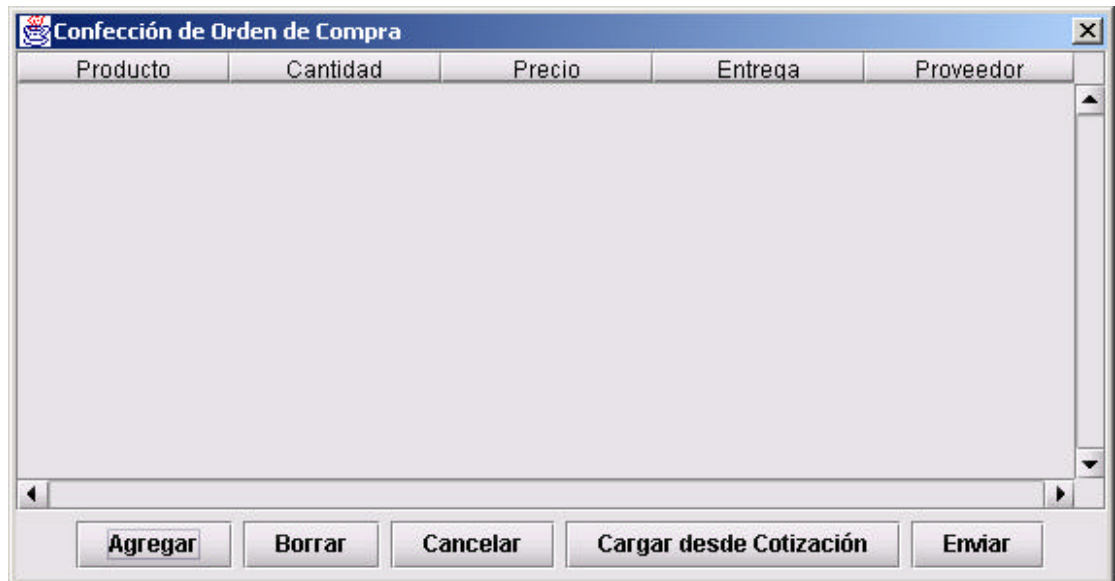 Confección de Orden de Compra
Producto Cantidad Precio Entrega Proveedor
Agregar Borrar Cancelar Cargar desde Cotización Enviar